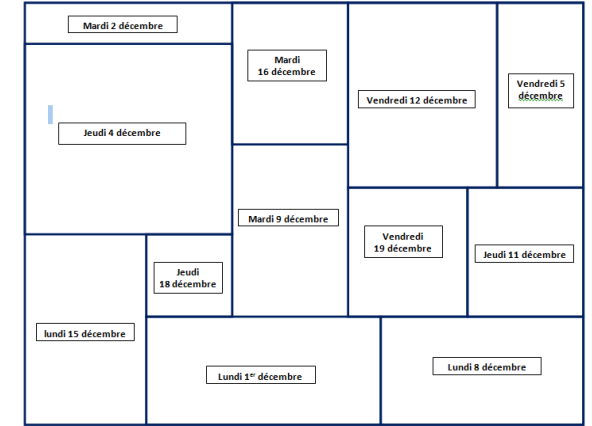 Mardi 2 décembre
Mardi
16 décembre
Vendredi 12 décembre
Vendredi 5
décembre
Jeudi 4 décembre
Mardi 9 décembre
Vendredi
19 décembre
Jeudi 11 décembre
Jeudi
18 décembre
lundi 15 décembre
Lundi 1er décembre
Lundi 8 décembre